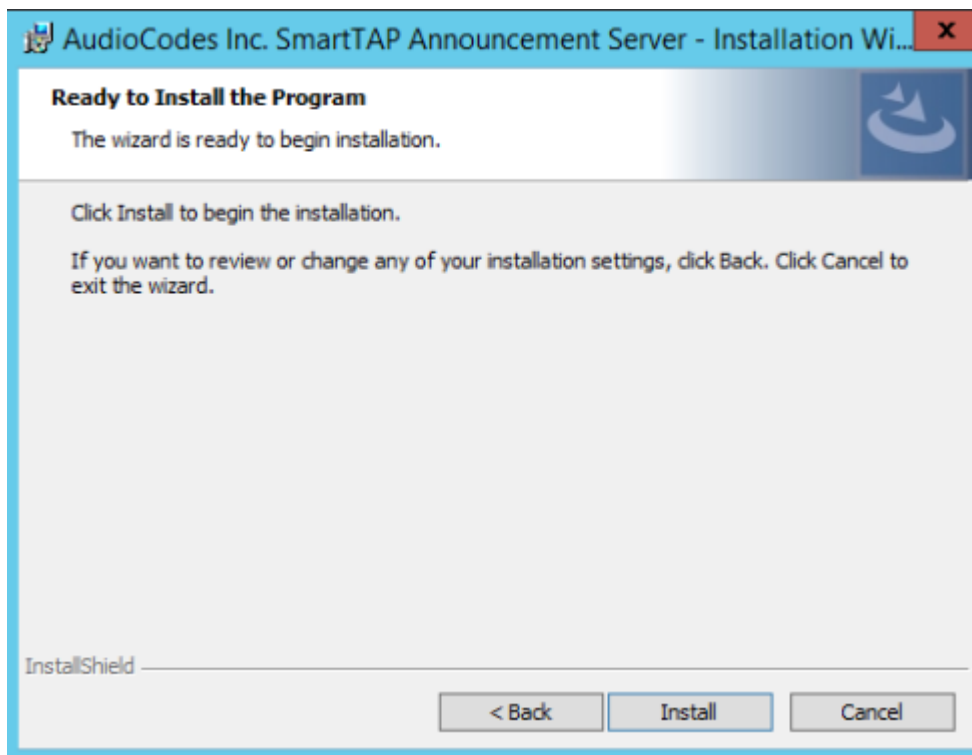 AudioCodes Inc. SmartTAP Announcement Server - Installation Wi...
x
Ready to Install the Program
The wizard is ready to begin installation.
Click Install to begin the installation.
If you want to review or change any of your installation settings, click Back. Click Cancel to
exit the wizard.
InstallShield
< Back Install Cancel